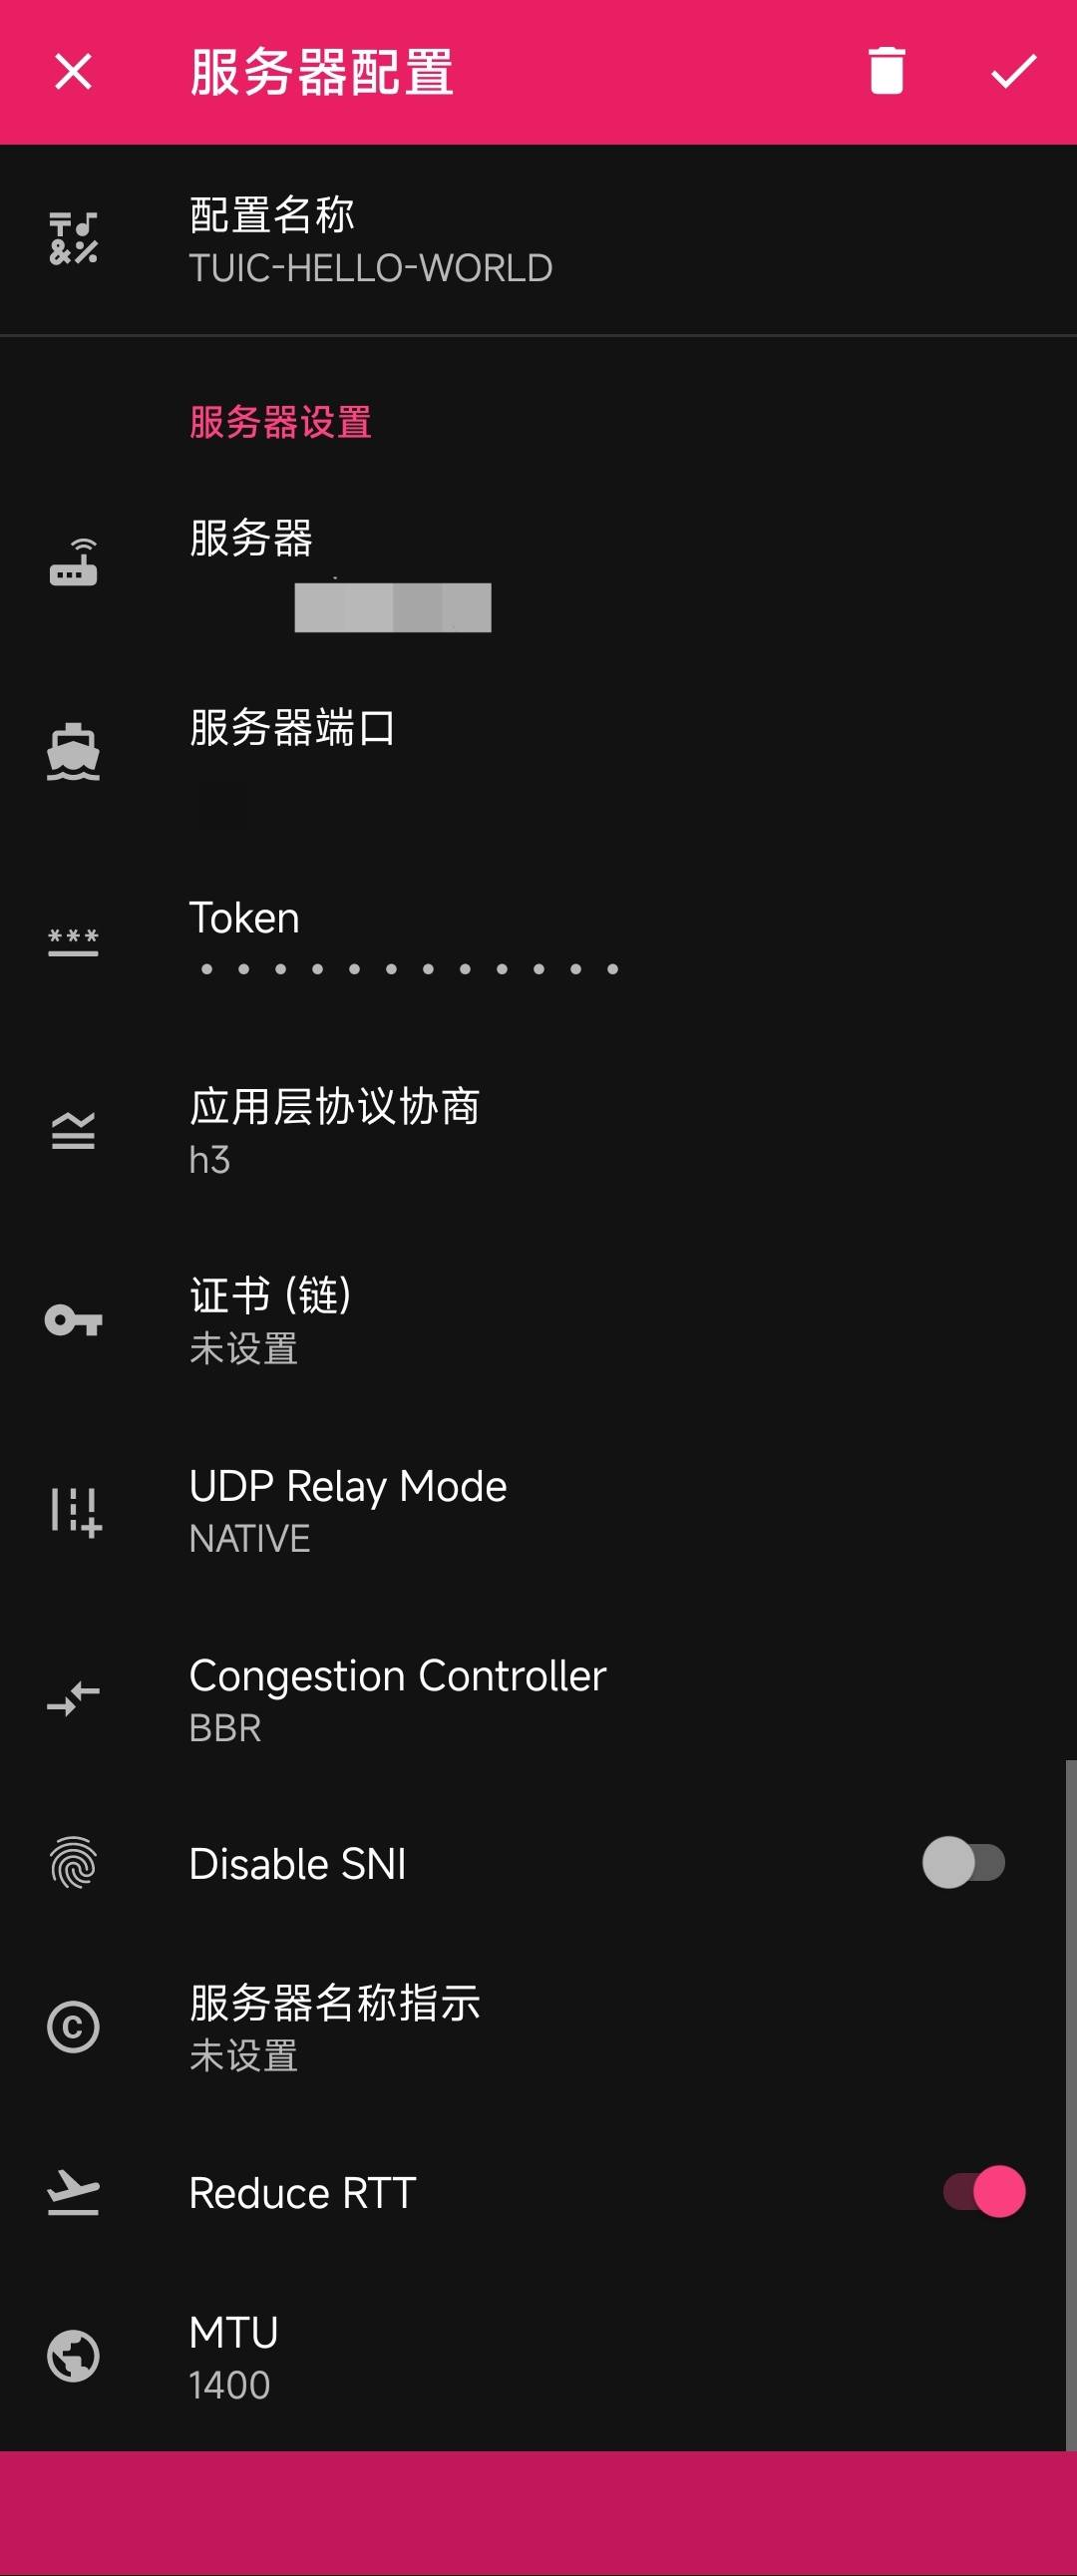 服务器配置
配置名称
TUIC-HELLO-WORLD
服务器设置
服务器
服务器端口
Token
应用层协议协商
h3
证书 (链)
未设置
UDP Relay Mode
NATIVE
Congestion Controller
BBR
Disable SNI
服务器名称指示
未设置
Reduce RTT
MTU
1400